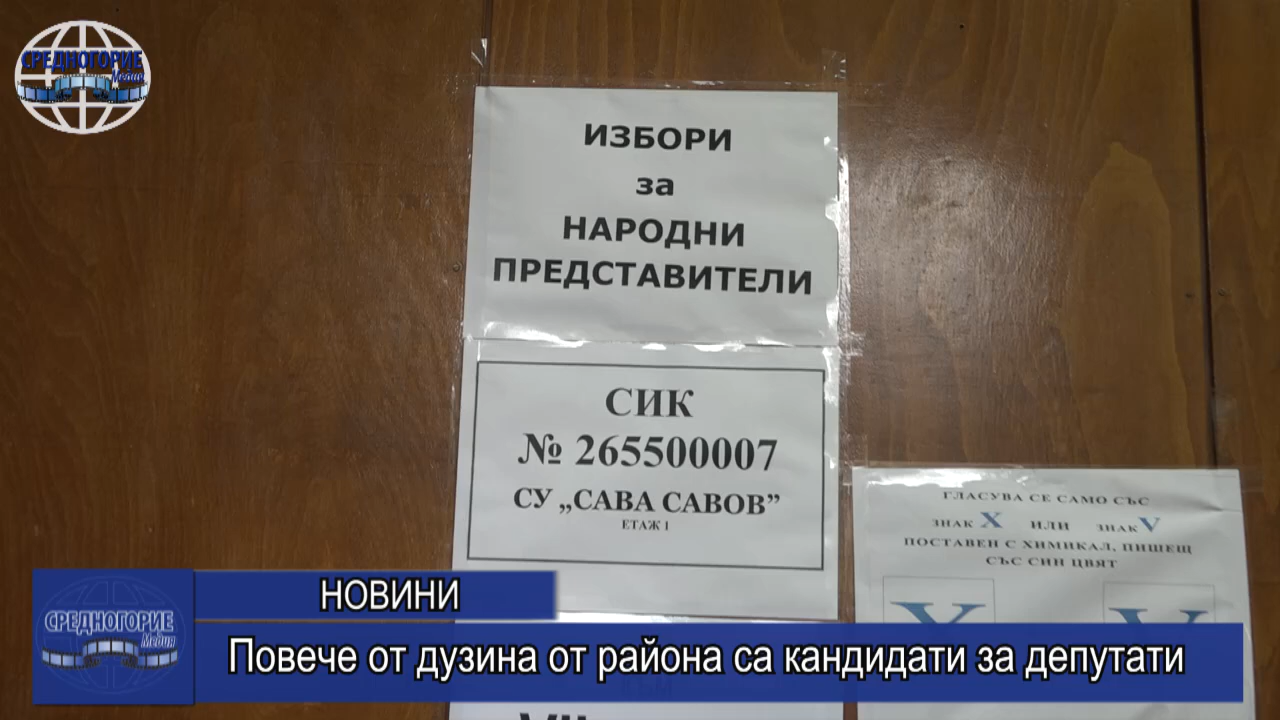 СРЕДНОГОРИЕ
Медия
ИЗБОРИ
за
НАРОДНИ
ПРЕДСТАВИТЕЛИ
СИК
№ 265500007
СУ „САВА САВОВ”
ЕТАЖ 1
ГЛАСУВА СЕ САМО СЪС
ЗНАК X ИЛИ ЗНАК V
ПОСТАВЕН С ХИМИКАЛ, ПИШЕЩ
СЪС СИН ЦВЯТ
X V
СРЕДНОГОРИЕ
Медия
НОВИНИ
Повече от дузина от района са кандидати за депутати